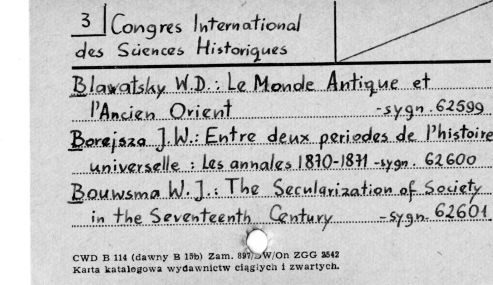 3 Congres International
des Sciences Historiques
Blawatsky W.D.: Le Monde Antique et
l'Ancien Orient -sygn. 62599
Borejsza J.W.: Entre deux periodes de l'histoire
universelle : Les annales 1870-1871 -sygn. 62600
Bouwsma W.J.: The Secularization of Society
in the Seventeenth Century -sygn. 62601.
CWD B 114 (dawny B 15b) Zam. 897/DW/On ZGG 2542
Karta katalogowa wydawnictw ciągłych i zwartych.